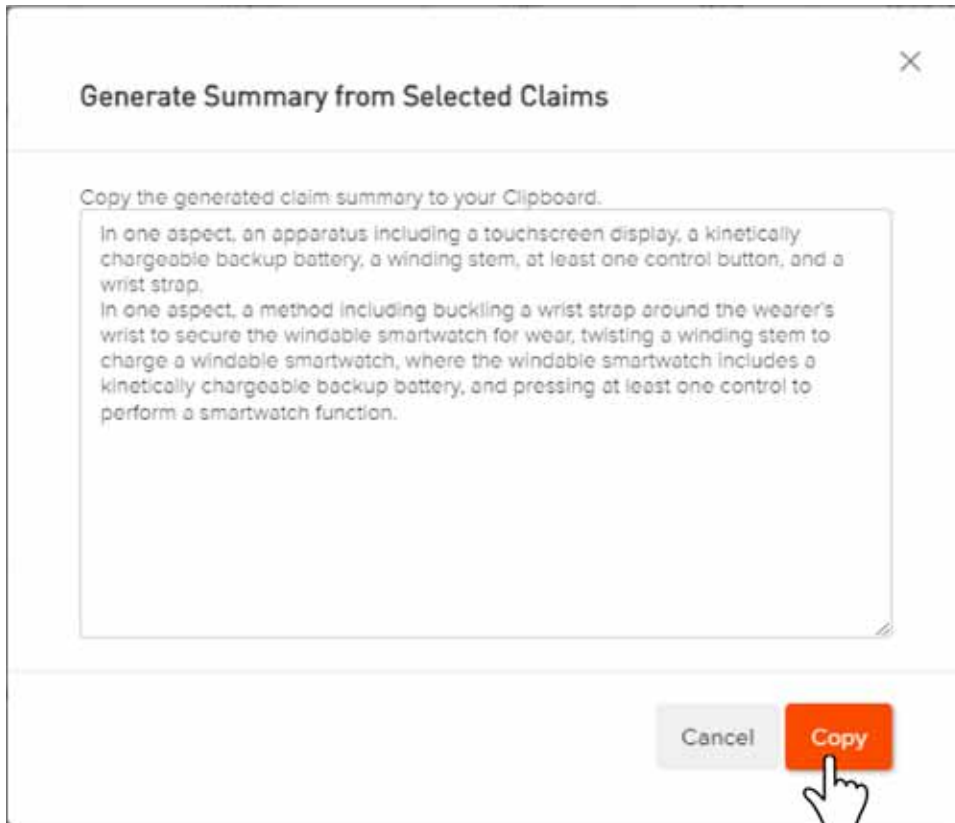 Generate Summary from Selected Claims
Copy the generated claim summary to your Clipboard.
In one aspect, an apparatus including a touchscreen display, a kinetically
chargeable backup battery, a winding stem, at least one control button, and a
wrist strap.
In one aspect, a method including buckling a wrist strap around the wearer's
wrist to secure the windable smartwatch for wear, twisting a winding stem to
charge a windable smartwatch, where the windable smartwatch includes a
kinetically chargeable backup battery, and pressing at least one control to
perform a smartwatch function.
Cancel
Copy